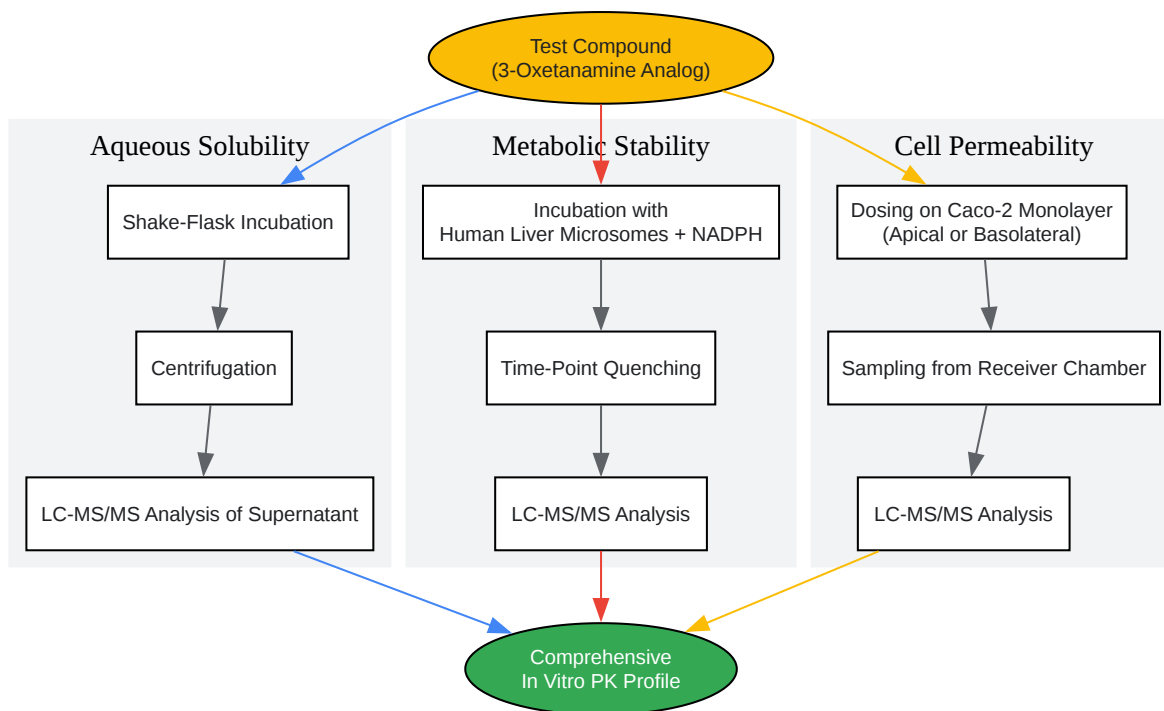 Test Compound
(3-Oxetanamine Analog)
Aqueous Solubility
Shake-Flask Incubation
Centrifugation
LC-MS/MS Analysis of Supernatant
Metabolic Stability
Incubation with
Human Liver Microsomes + NADPH
Time-Point Quenching
LC-MS/MS Analysis
Cell Permeability
Dosing on Caco-2 Monolayer
(Apical or Basolateral)
Sampling from Receiver Chamber
LC-MS/MS Analysis
Comprehensive
In Vitro PK Profile